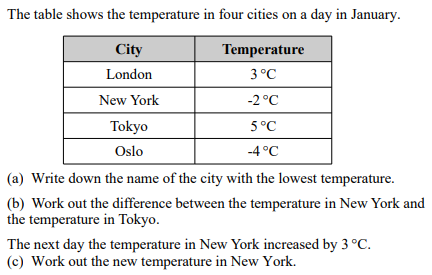 The table shows the temperature in four cities on a day in January.
City Temperature
London 3 °C
New York -2 °C
Tokyo 5 °C
Oslo -4 °C
(a) Write down the name of the city with the lowest temperature.
(b) Work out the difference between the temperature in New York and
the temperature in Tokyo.
The next day the temperature in New York increased by 3 °C.
(c) Work out the new temperature in New York.